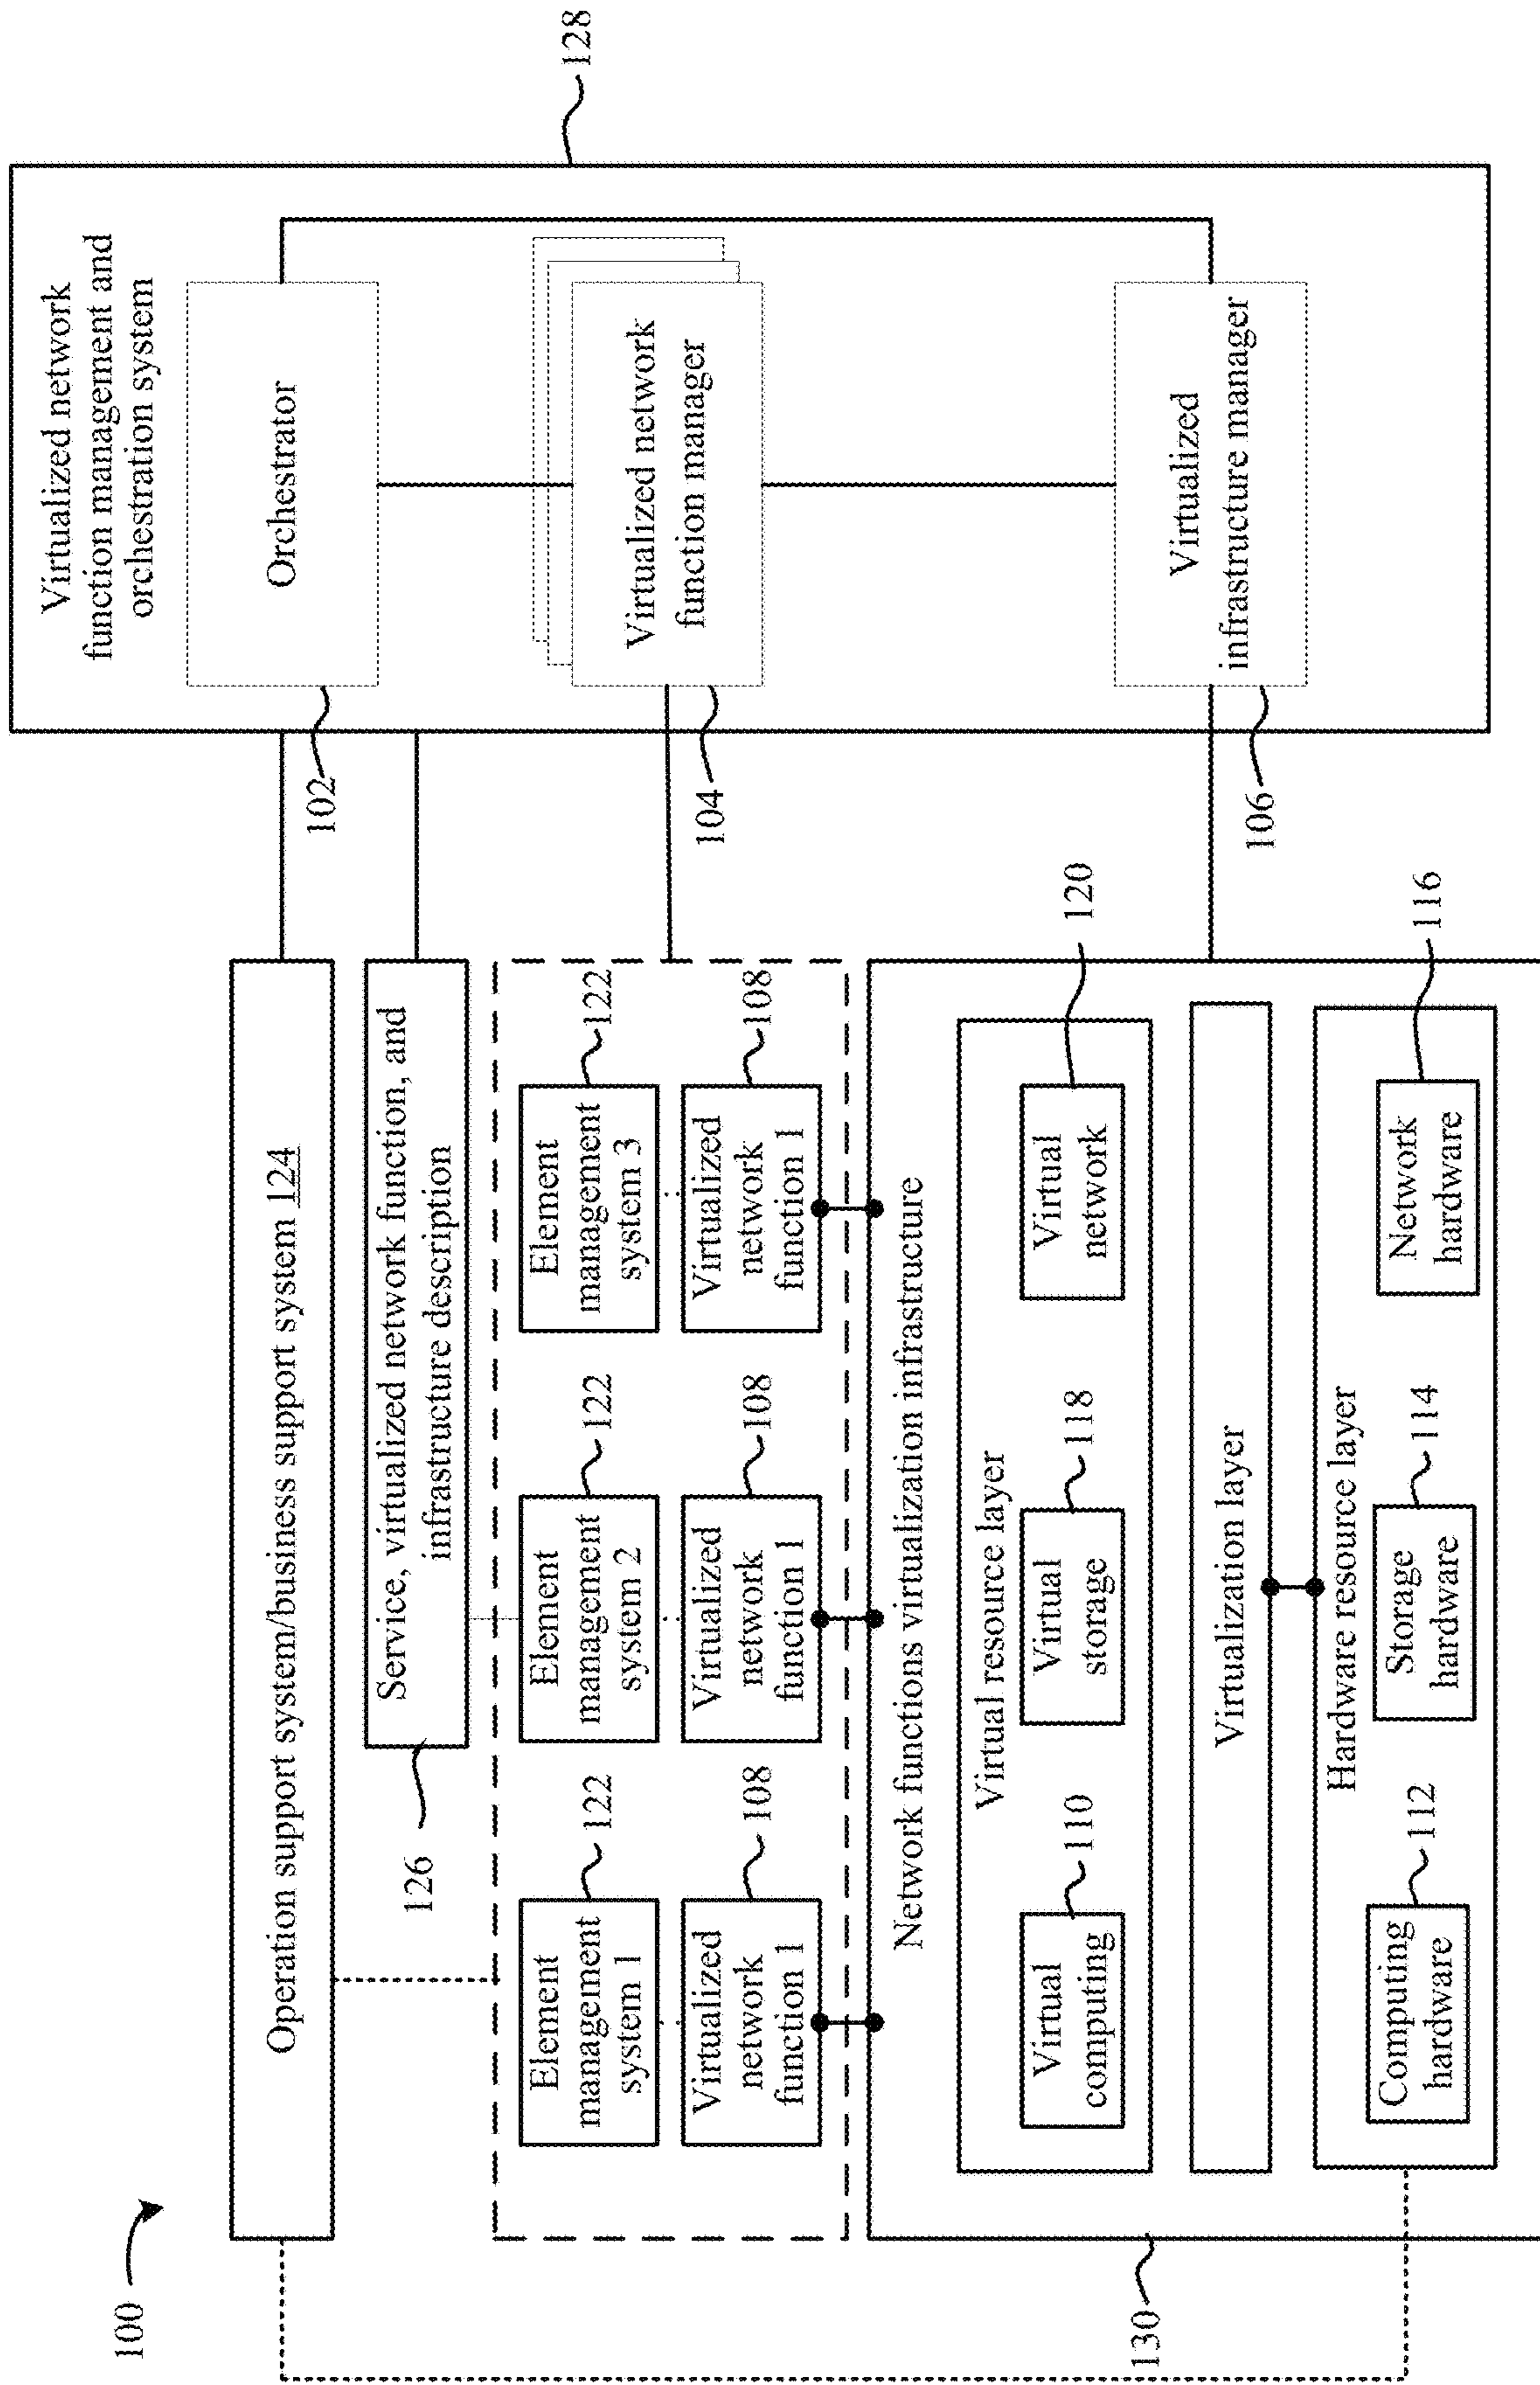 100
Virtualized network
function management and
orchestration system
128
Operation support system/business support system 124
Orchestrator
102
Service, virtualized network function, and
infrastructure description
126
Element
management
system 1
122
Element
management
system 2
122
Element
management
system 3
122
Virtualized network
function manager
104
Virtualized
network
function 1
108
Virtualized
network
function 1
108
Virtualized
network
function 1
108
Network functions virtualization infrastructure
130
Virtual resource layer
Virtual
computing
110
Virtual
storage
118
Virtual
network
120
Virtualized
infrastructure manager
106
Virtualization layer
Hardware resource layer
Computing
hardware
112
Storage
hardware
114
Network
hardware
116